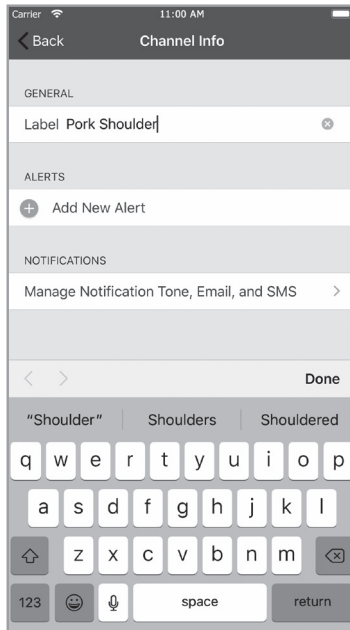 Carrier 11:00 AM
Back Channel Info
GENERAL
Label Pork Shoulder
ALERTS
Add New Alert
NOTIFICATIONS
Manage Notification Tone, Email, and SMS
Done
“Shoulder” Shoulders Shouldered
q w e r t y u i o p
a s d f g h j k l
z x c v b n m
123 space return